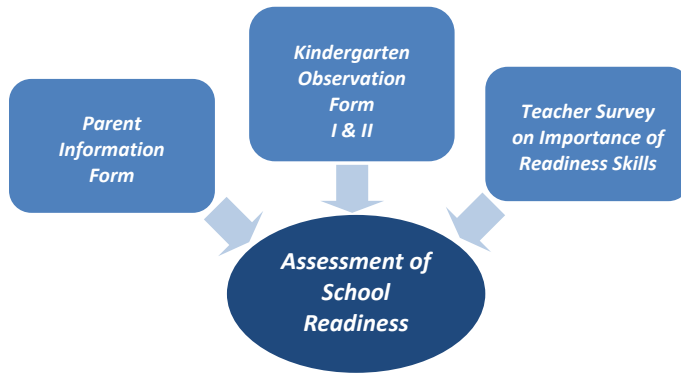 Parent
Information
Form
Kindergarten
Observation
Form
I & II
Teacher Survey
on Importance of
Readiness Skills
Assessment of
School
Readiness